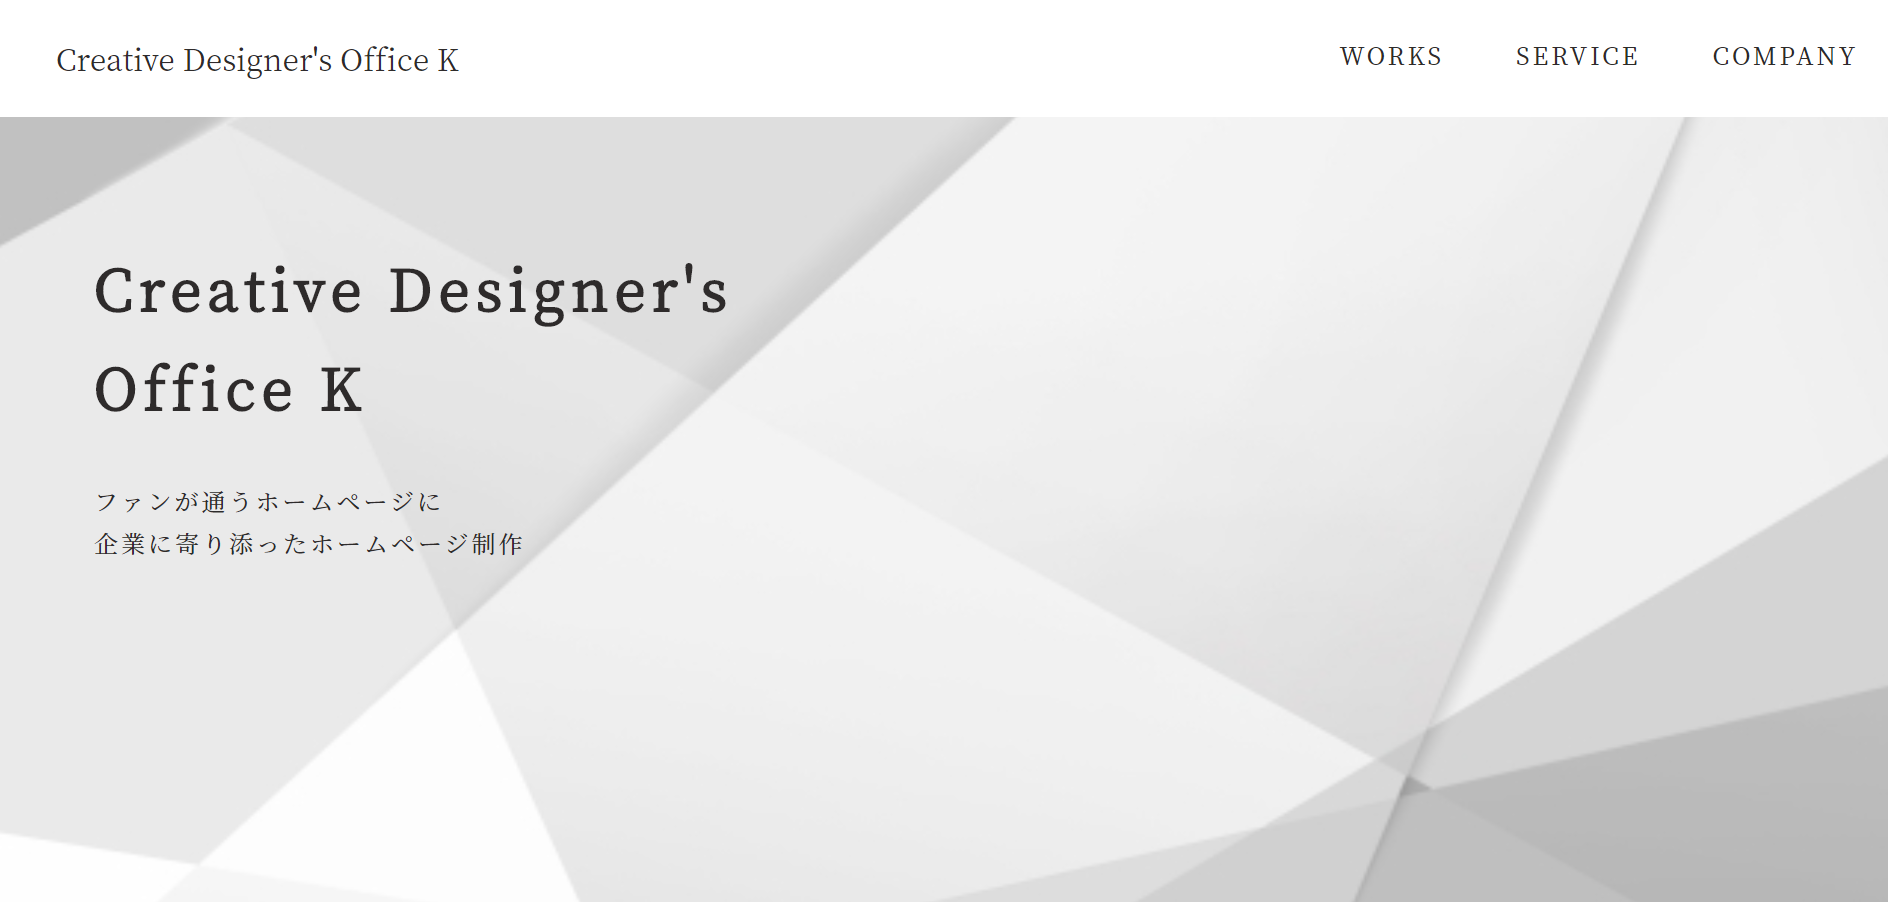 Creative Designer's Office K
WORKS SERVICE COMPANY
Creative Designer's
Office K
ファンが通うホームページに
企業に寄り添ったホームページ制作